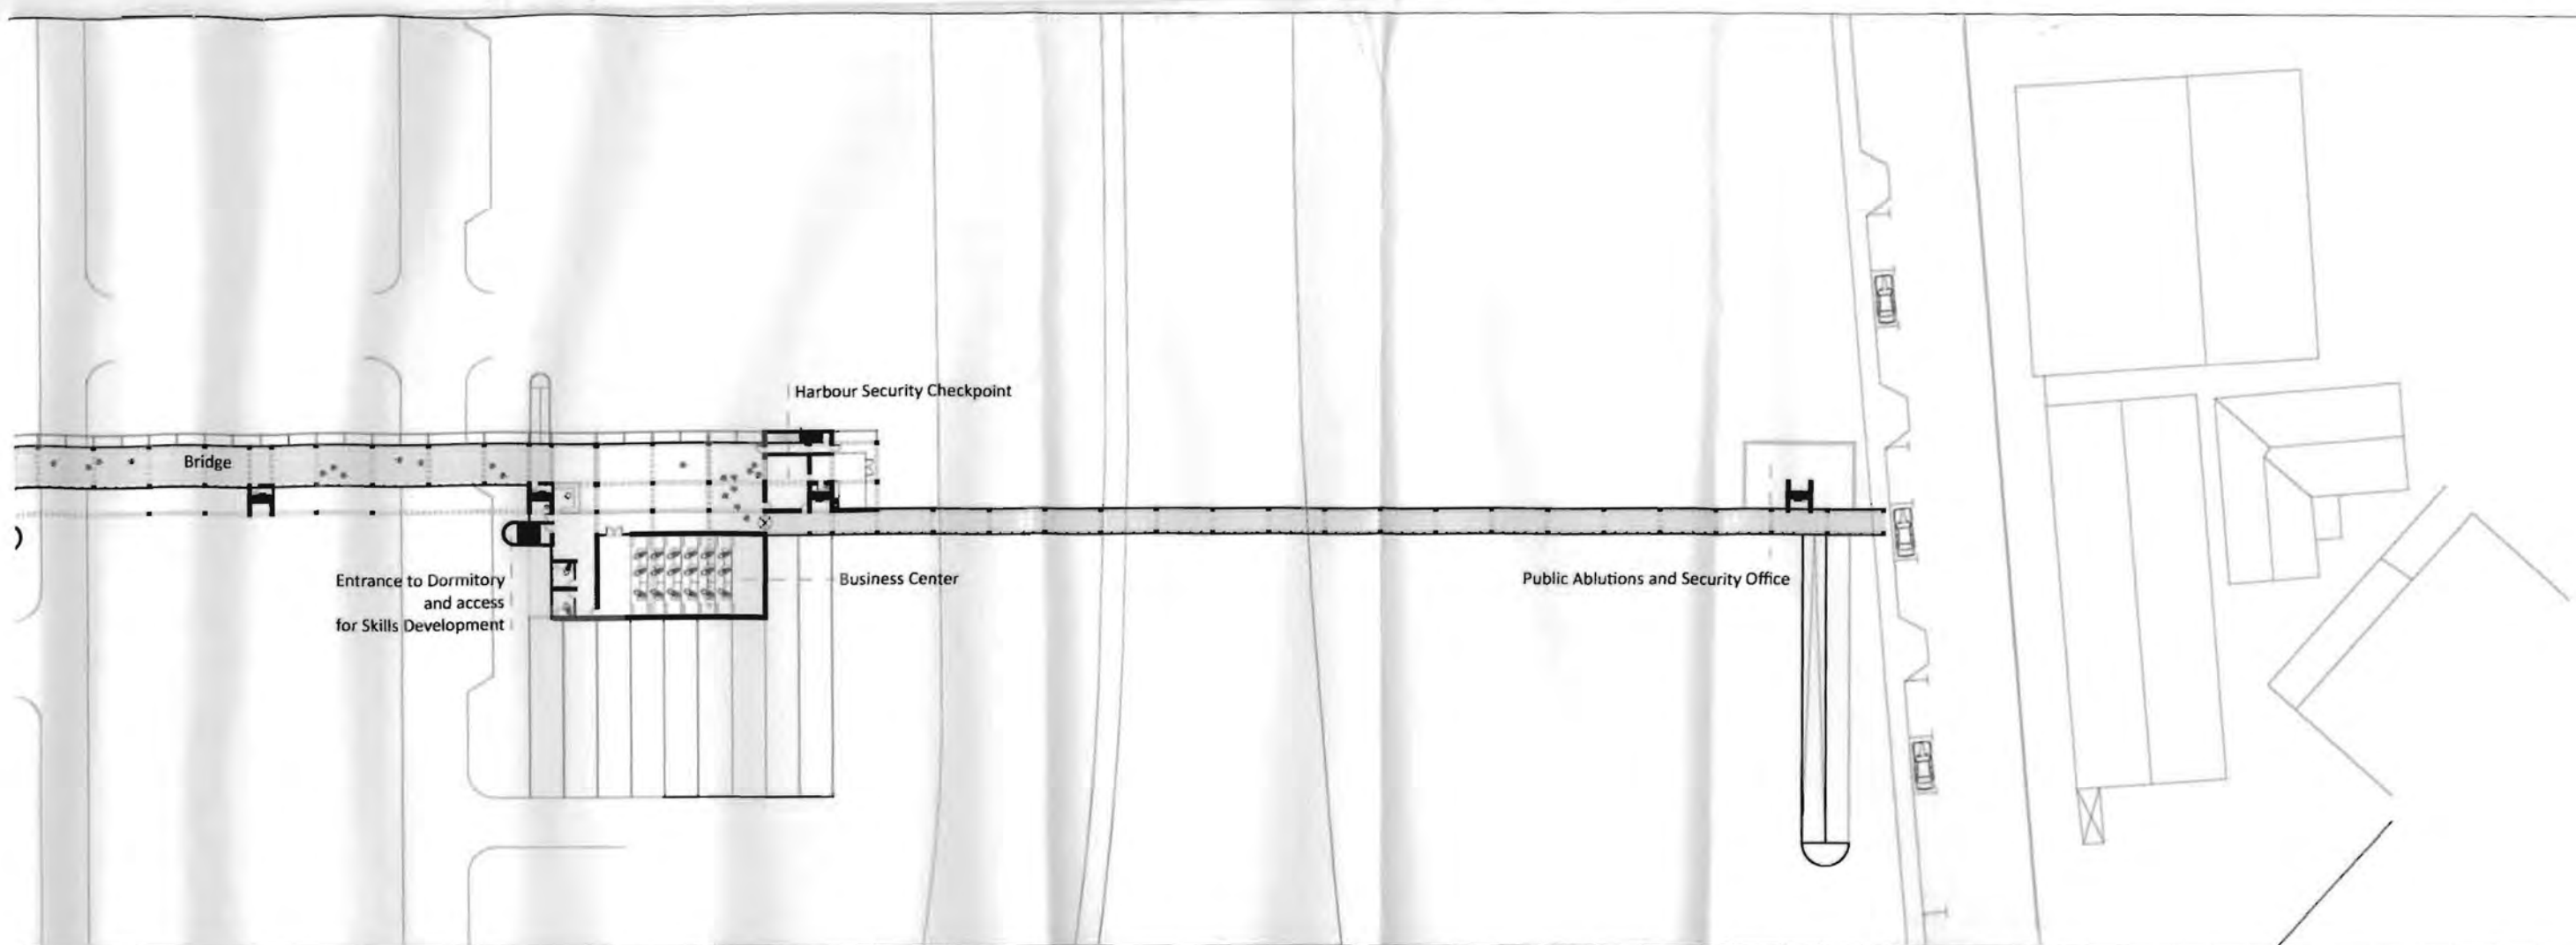 Harbour Security Checkpoint
Bridge
Entrance to Dormitory
and access
for Skills Development
Business Center
Public Ablutions and Security Office